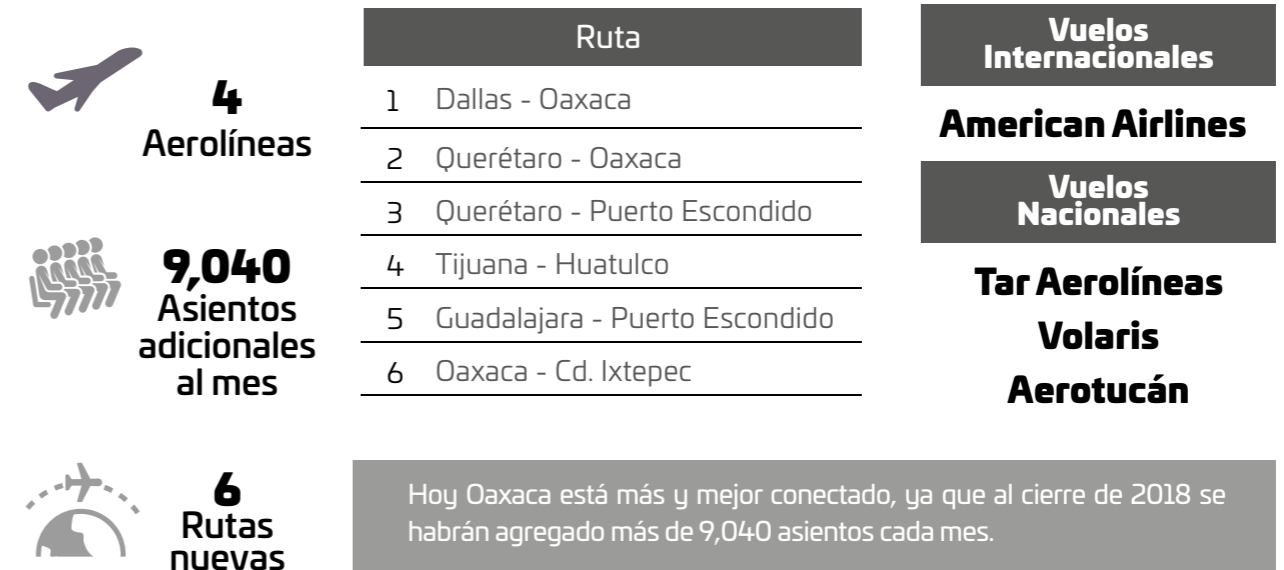 4
Aerolíneas
9,040
Asientos
adicionales
al mes
6
Rutas
nuevas
Ruta
1 Dallas - Oaxaca
2 Querétaro - Oaxaca
3 Querétaro - Puerto Escondido
4 Tijuana - Huatulco
5 Guadalajara - Puerto Escondido
6 Oaxaca - Cd. Ixtepec
Vuelos
Internacionales
American Airlines
Vuelos
Nacionales
Tar Aerolíneas
Volaris
Aerotucán
Hoy Oaxaca está más y mejor conectado, ya que al cierre de 2018 se
habrán agregado más de 9,040 asientos cada mes.